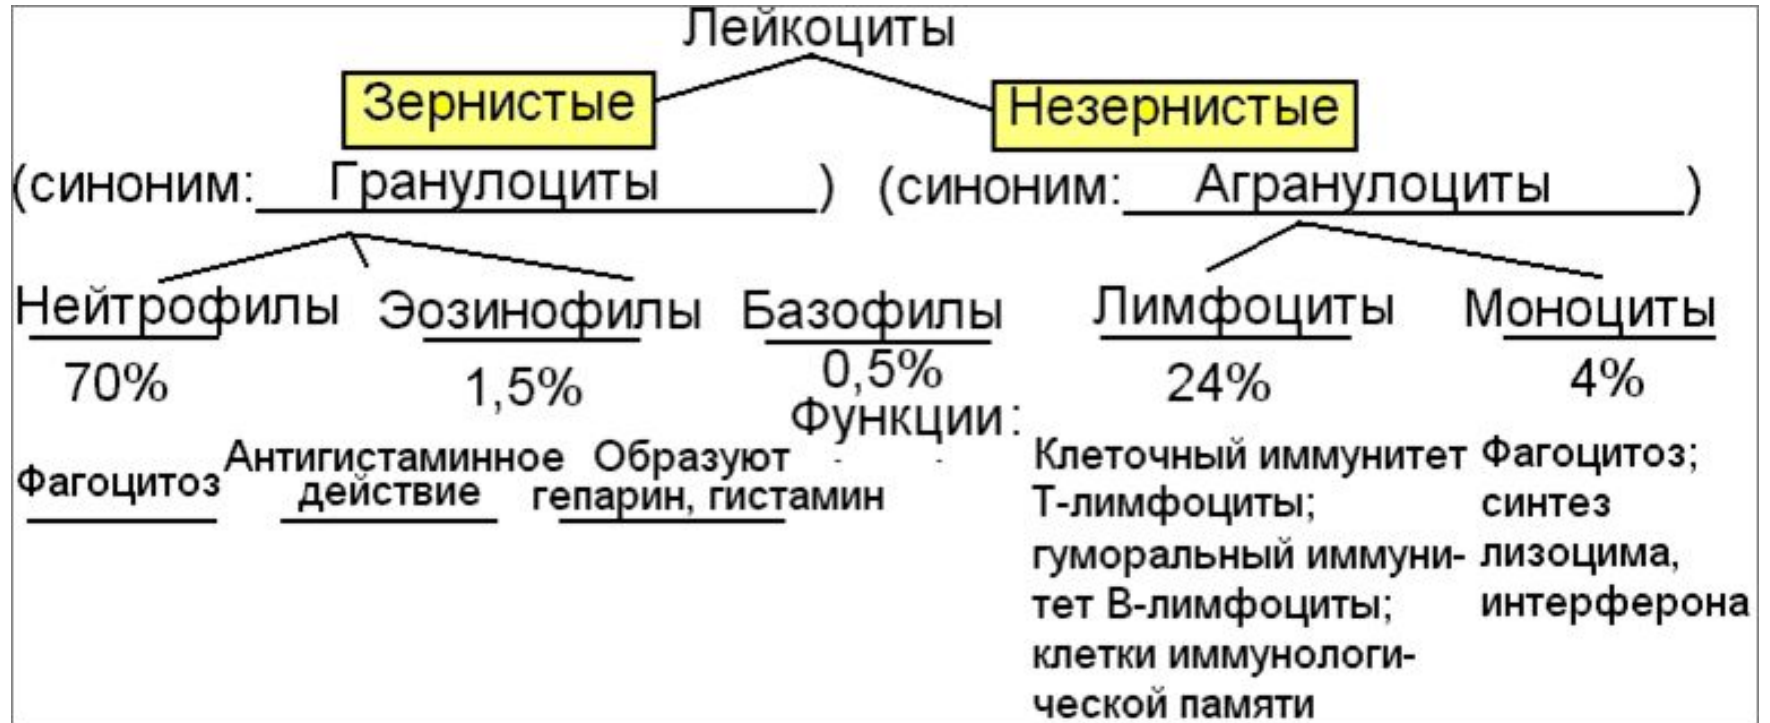 Лейкоциты
Зернистые
Незернистые
(синоним: Гранулоциты )
(синоним: Агранулоциты )
Нейтрофилы
Эозинофилы
Базофилы
Лимфоциты
Моноциты
70%
1,5%
0,5%
24%
4%
Функции:
Фагоцитоз
Антигистаминное
действие
Образуют
гепарин, гистамин
Клеточный иммунитет
Т-лимфоциты;
гуморальный иммуни-
тет В-лимфоциты;
клетки иммунологи-
ческой памяти
Фагоцитоз;
синтез
лизоцима,
интерферона